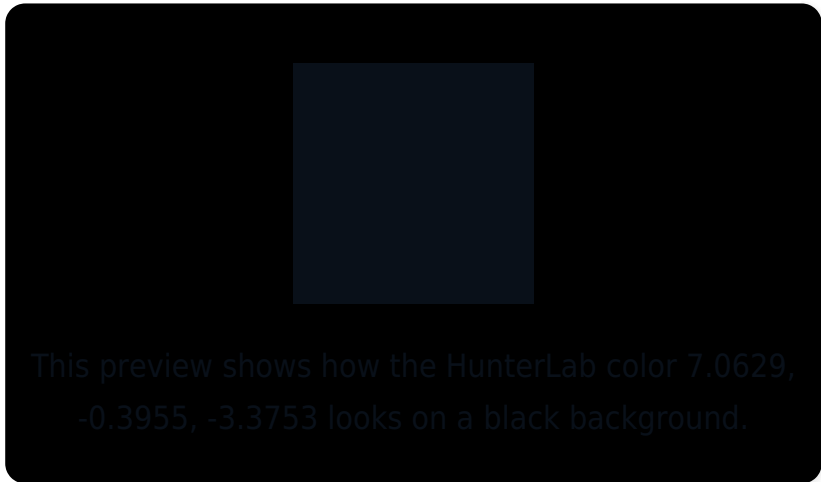 This preview shows how the HunterLab color 7.0629,
-0.3955, -3.3753 looks on a black background.